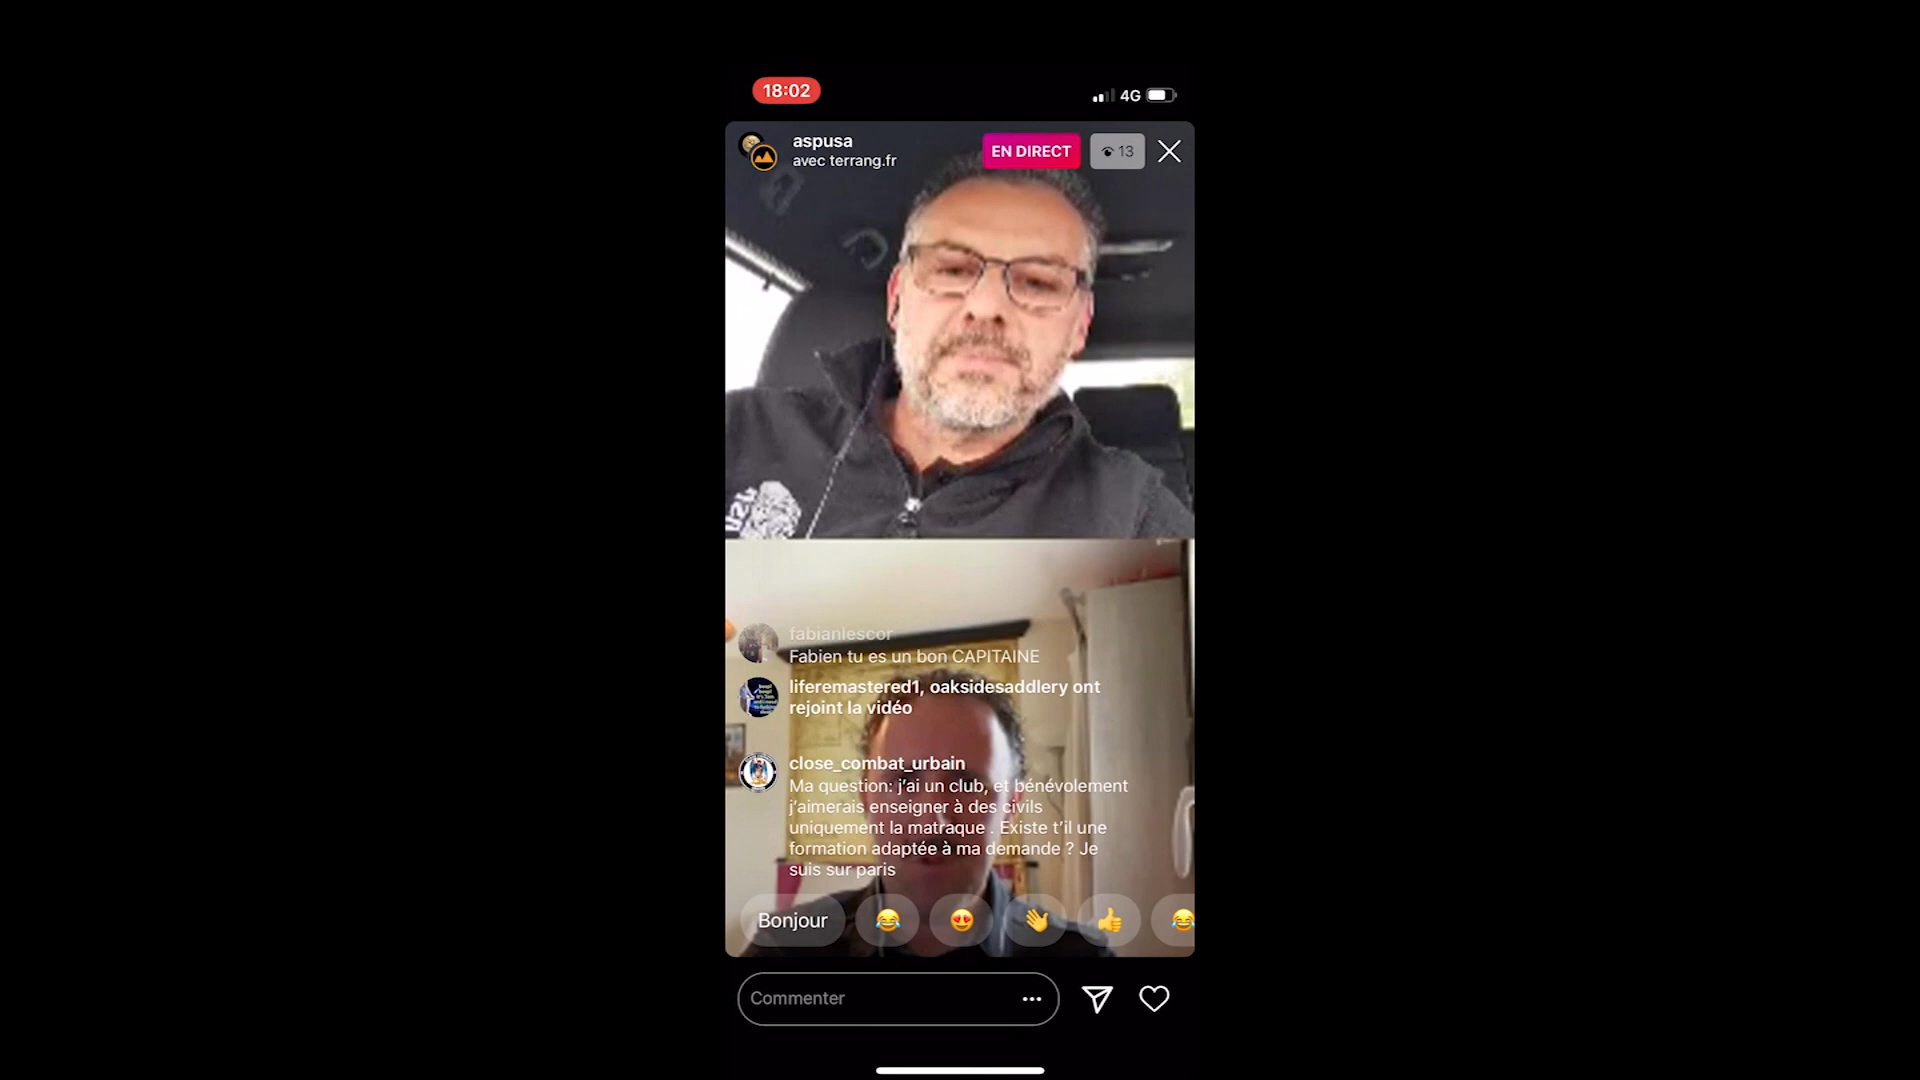 18:02
4G
aspusa
avec terrang.fr
EN DIRECT
13
fabianlescor
Fabien tu es un bon CAPITAINE
liferemastered1, oaksidesaddlery ont
rejoint la vidéo
close_combat_urbain
Ma question: j’ai un club, et bénévolement
j’aimerais enseigner à des civils
uniquement la matraque . Existe t’il une
formation adaptée à ma demande ? Je
suis sur paris
Bonjour
Commenter